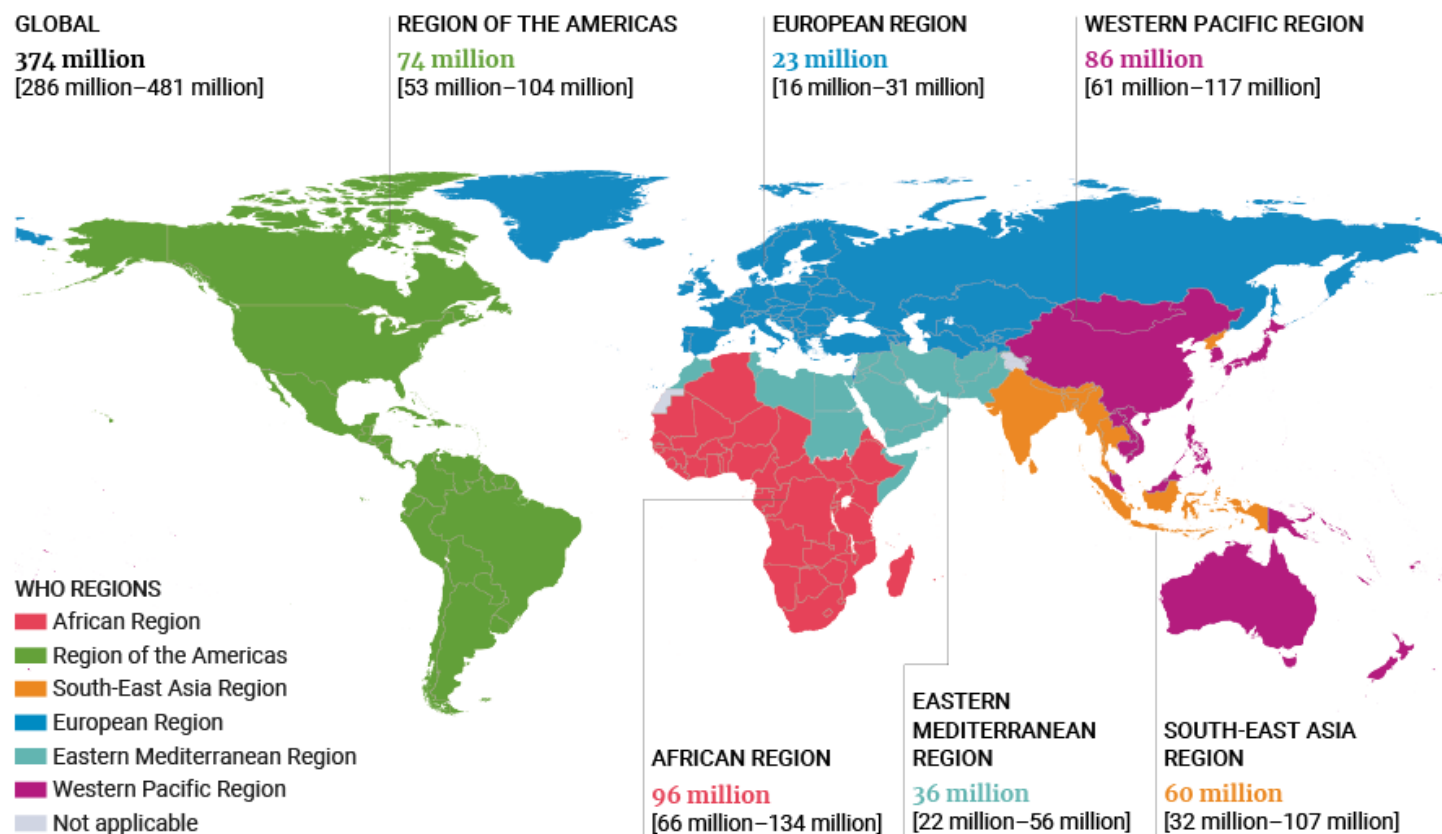 GLOBAL
374 million
[286 million–481 million]
REGION OF THE AMERICAS
74 million
[53 million–104 million]
EUROPEAN REGION
23 million
[16 million–31 million]
WESTERN PACIFIC REGION
86 million
[61 million–117 million]
WHO REGIONS
African Region
Region of the Americas
South-East Asia Region
European Region
Eastern Mediterranean Region
Western Pacific Region
Not applicable
AFRICAN REGION
96 million
[66 million–134 million]
EASTERN
MEDITERRANEAN
REGION
36 million
[22 million–56 million]
SOUTH-EAST ASIA
REGION
60 million
[32 million–107 million]